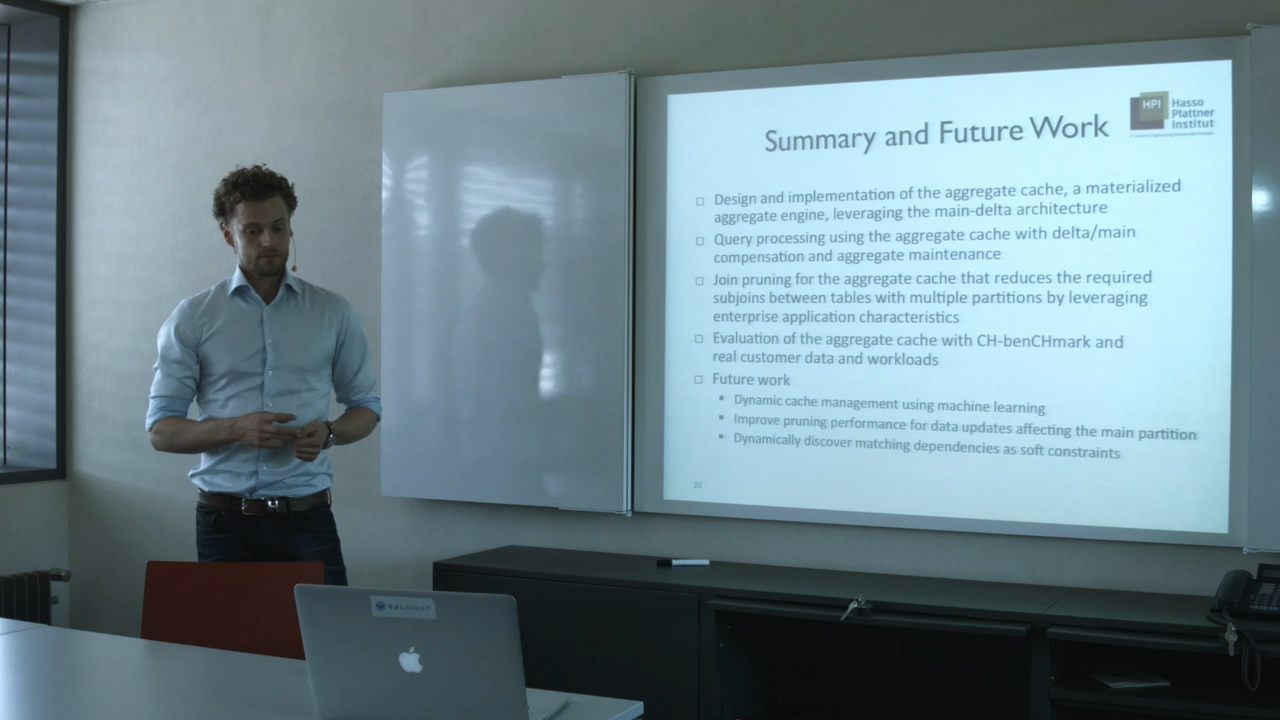 HPI
Hasso
Plattner
Institut
Summary and Future Work
Design and implementation of the aggregate cache, a materialized
aggregate engine, leveraging the main-delta architecture
Query processing using the aggregate cache with delta/main
compensation and aggregate maintenance
Join pruning for the aggregate cache that reduces the required
subjoins between tables with multiple partitions by leveraging
enterprise application characteristics
Evaluation of the aggregate cache with CH-benCHmark and
real customer data and workloads
Future work
Dynamic cache management using machine learning
Improve pruning performance for data updates affecting the main partition
Dynamically discover matching dependencies as soft constraints
20
VALSIGHT